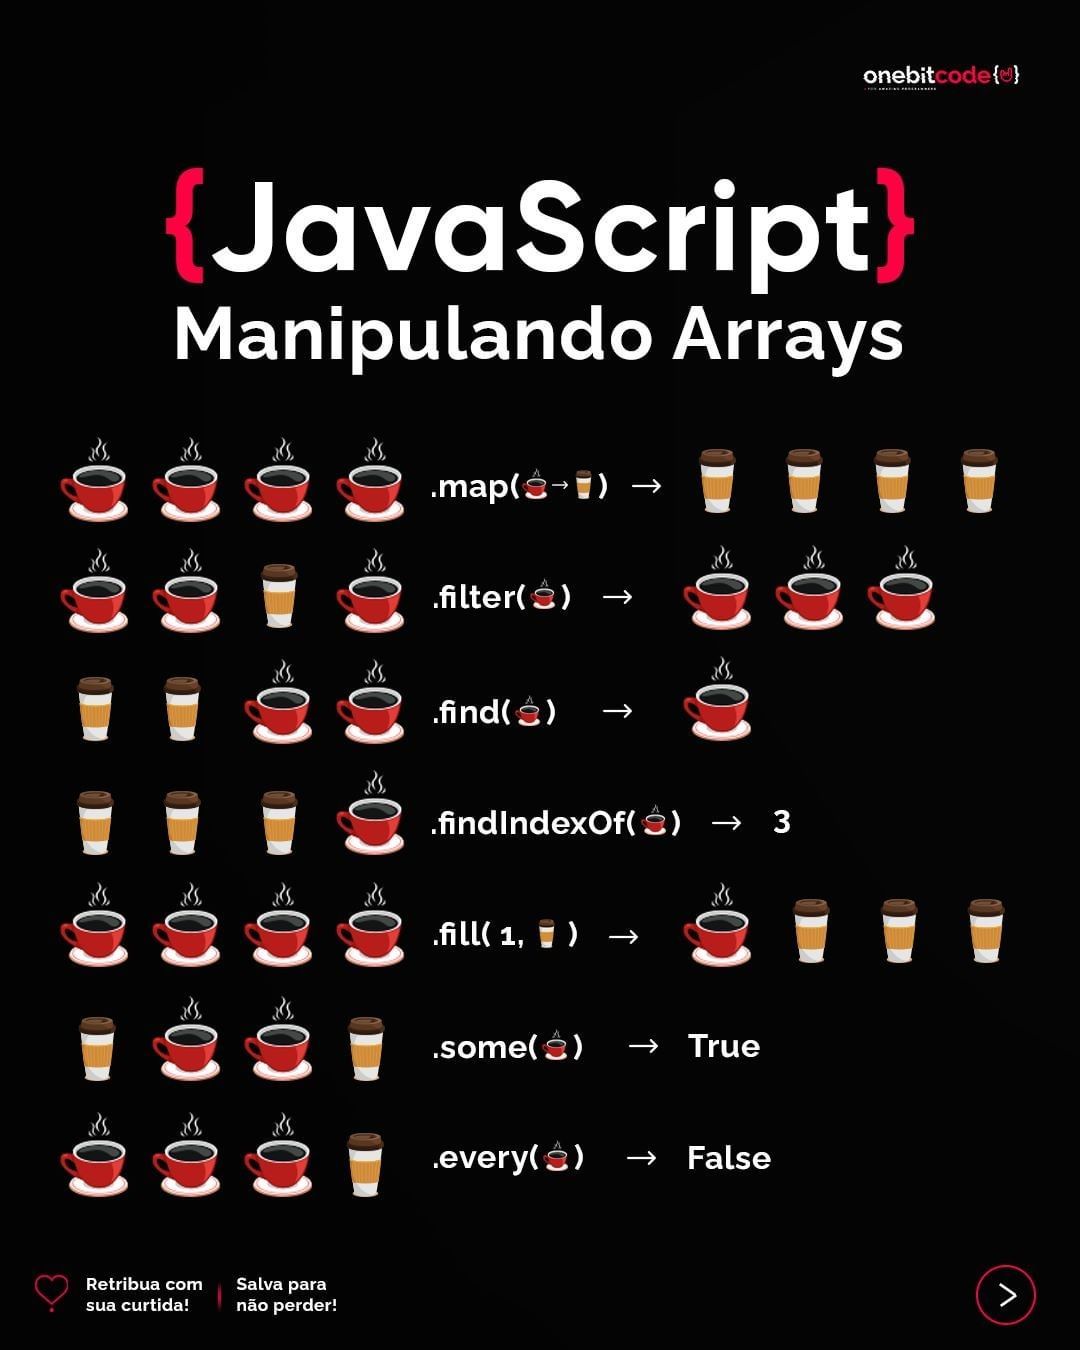 onebitcode{}
{JavaScript}
Manipulando Arrays
.map( → ) →
.filter( ) →
.find( ) →
.findIndexOf( ) → 3
.fill( 1, ) →
.some( ) → True
.every( ) → False
Retribua com
sua curtida!
Salva para
não perder!